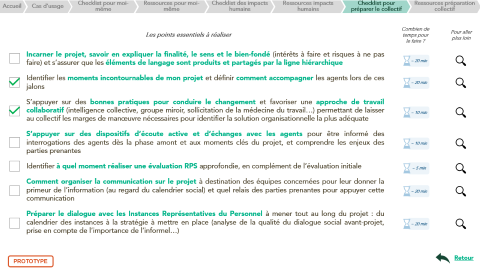 Accueil
Cas d'usage
Checklist pour moi-
même
Ressources pour moi-
même
Checklist des impacts
humains
Ressources impacts
humains
Checklist pour
préparer le collectif
Ressources préparation
collectif
Les points essentiels à réaliser
Combien de
temps pour
le faire ?
Pour aller
plus loin
Incarner le projet, savoir en expliquer la finalité, le sens et le bien-fondé (intérêts à faire et risques à ne pas
faire) et s'assurer que les éléments de langage sont produits et partagés par la ligne hiérarchique
~ 20 min
Identifier les moments incontournables de mon projet et définir comment accompagner les agents lors de ces
jalons
~ 20 min
S'appuyer sur des bonnes pratiques pour conduire le changement et favoriser une approche de travail
collaboratif (intelligence collective, groupe miroir, sollicitation de la médecine du travail...) permettant de laisser
au collectif les marges de manœuvre nécessaires pour identifier la solution organisationnelle la plus adéquate
~ 10 min
S'appuyer sur des dispositifs d'écoute active et d'échanges avec les agents pour être informé des
interrogations des agents dès la phase amont et aux moments clés du projet, et comprendre les enjeux des
parties prenantes
~ 10 min
Identifier à quel moment réaliser une évaluation RPS approfondie, en complément de l'évaluation initiale
~ 5 min
Comment organiser la communication sur le projet à destination des équipes concernées pour leur donner la
primeur de l'information (au regard du calendrier social) et quel relais des parties prenantes pour appuyer cette
communication
~ 20 min
Préparer le dialogue avec les Instances Représentatives du Personnel à mener tout au long du projet : du
calendrier des instances à la stratégie à mettre en place (analyse de la qualité du dialogue social avant-projet,
prise en compte de l'importance de l'informel...)
~ 20 min
PROTOTYPE
Retour